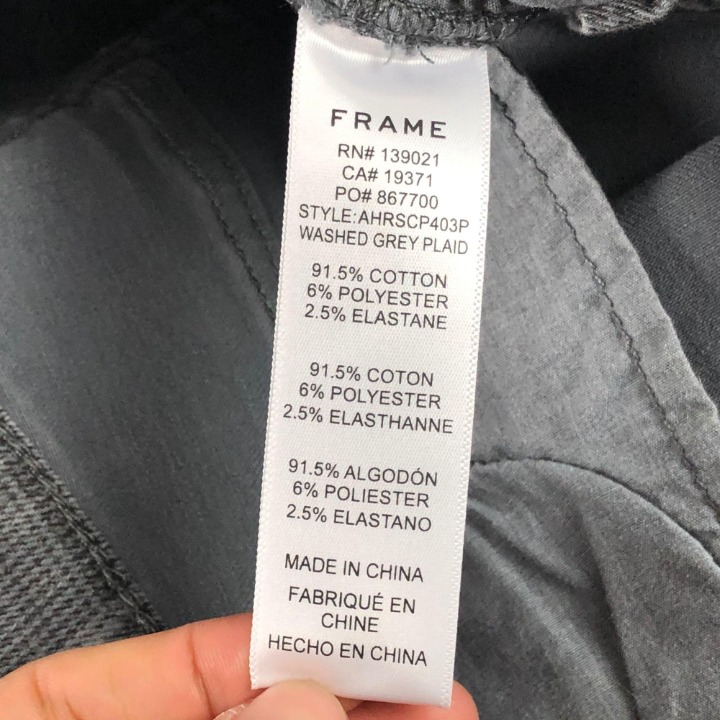 FRAME
RN# 139021
CA# 19371
PO# 867700
STYLE:AHRSCP403P
WASHED GREY PLAID
91.5% COTTON
6% POLYESTER
2.5% ELASTANE
91.5% COTON
6% POLYESTER
2.5% ELASTHANNE
91.5% ALGODÓN
6% POLIESTER
2.5% ELASTANO
MADE IN CHINA
FABRIQUÉ EN
CHINE
HECHO EN CHINA